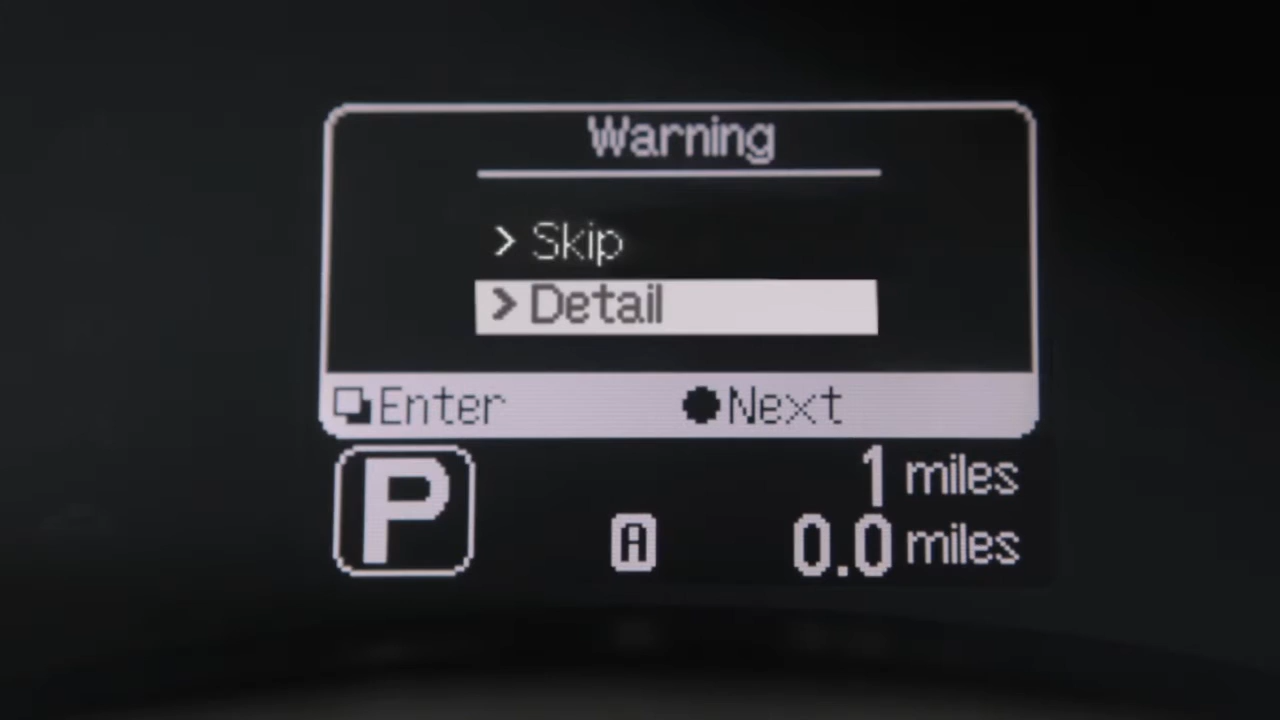 Warning
> Skip
> Detail
Enter Next
P 1 miles
A 0.0 miles